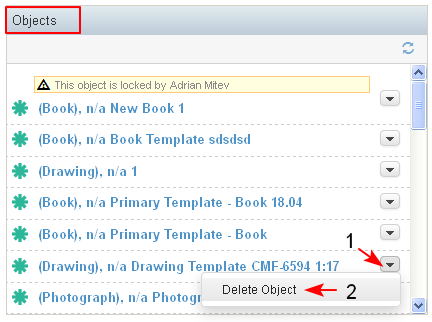 Objects
This object is locked by Adrian Mitev
(Book), n/a New Book 1
(Book), n/a Book Template sdsdsd
(Drawing), n/a 1
(Book), n/a Primary Template - Book 18.04
(Book), n/a Primary Template - Book
1
(Drawing), n/a Drawing Template CMF-6594 1:17
Delete Object 2
(Photograph), n/a